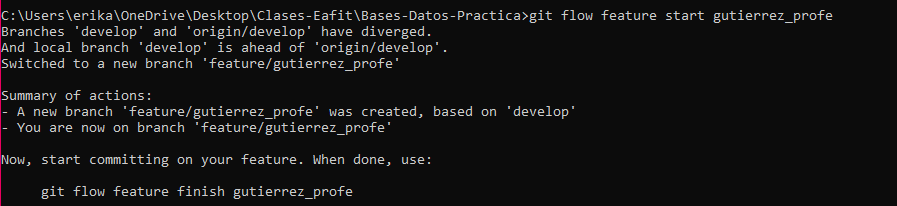 C:\Users\erika\OneDrive\Desktop\Clases-Eafit\Bases-Datos-Practica>git flow feature start gutierrez_profe
Branches 'develop' and 'origin/develop' have diverged.
And local branch 'develop' is ahead of 'origin/develop'.
Switched to a new branch 'feature/gutierrez_profe'
Summary of actions:
- A new branch 'feature/gutierrez_profe' was created, based on 'develop'
- You are now on branch 'feature/gutierrez_profe'
Now, start committing on your feature. When done, use:
git flow feature finish gutierrez_profe